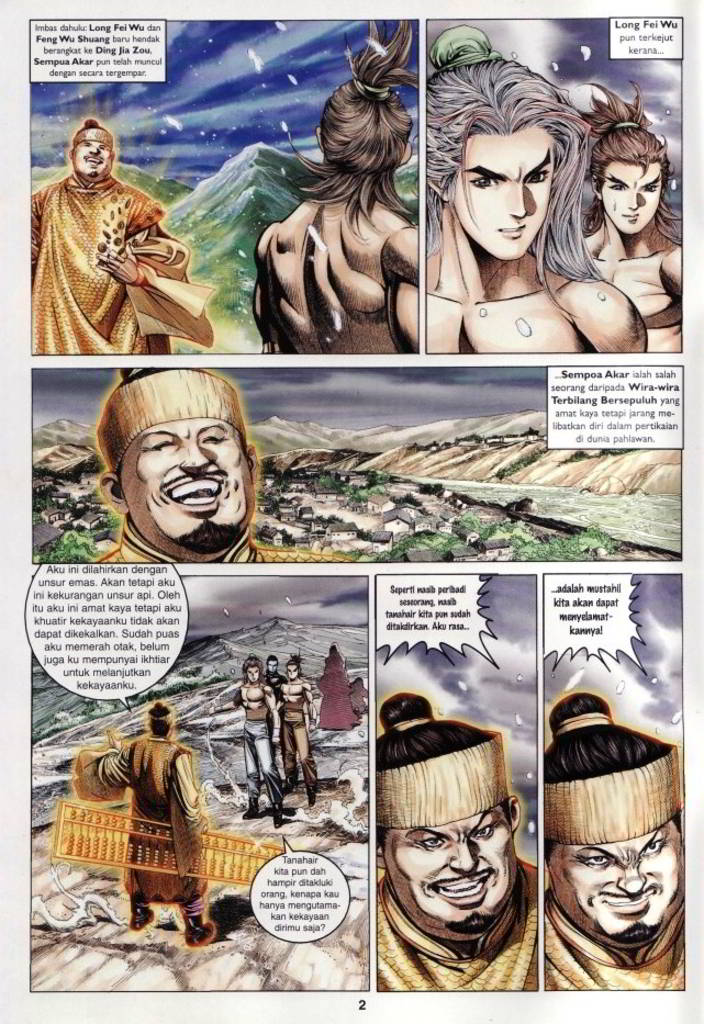 Imbas dahulu: Long Fei Wu dan
Feng Wu Shuang baru hendak
berangkat ke Ding Jia Zou,
Sempua Akar pun telah muncul
dengan secara tergempar.
Long Fei Wu
pun terkejut
kerana...
...Sempoa Akar ialah salah
seorang daripada Wira-wira
Terbilang Bersepuluh yang
amat kaya tetapi jarang me-
libatkan diri dalam pertikaian
di dunia pahlawan.
Aku ini dilahirkan dengan
unsur emas. Akan tetapi aku
ini kekurangan unsur api. Oleh
itu aku ini amat kaya tetapi aku
khuatir kekayaanku tidak akan
dapat dikekalkan. Sudah puas
aku memerah otak, belum
juga ku mempunyai ikhtiar
untuk melanjutkan
kekayaanku.
Tanahair
kita pun dah
hampir ditakluki
orang, kenapa kau
hanya mengutama-
kan kekayaan
dirimu saja?
Seperti nasib peribadi
seseorang, nasib
tanahair kita pun sudah
ditakdirkan. Aku rasa...
...adalah mustahil
kita akan dapat
menyelamat-
kannya!
2